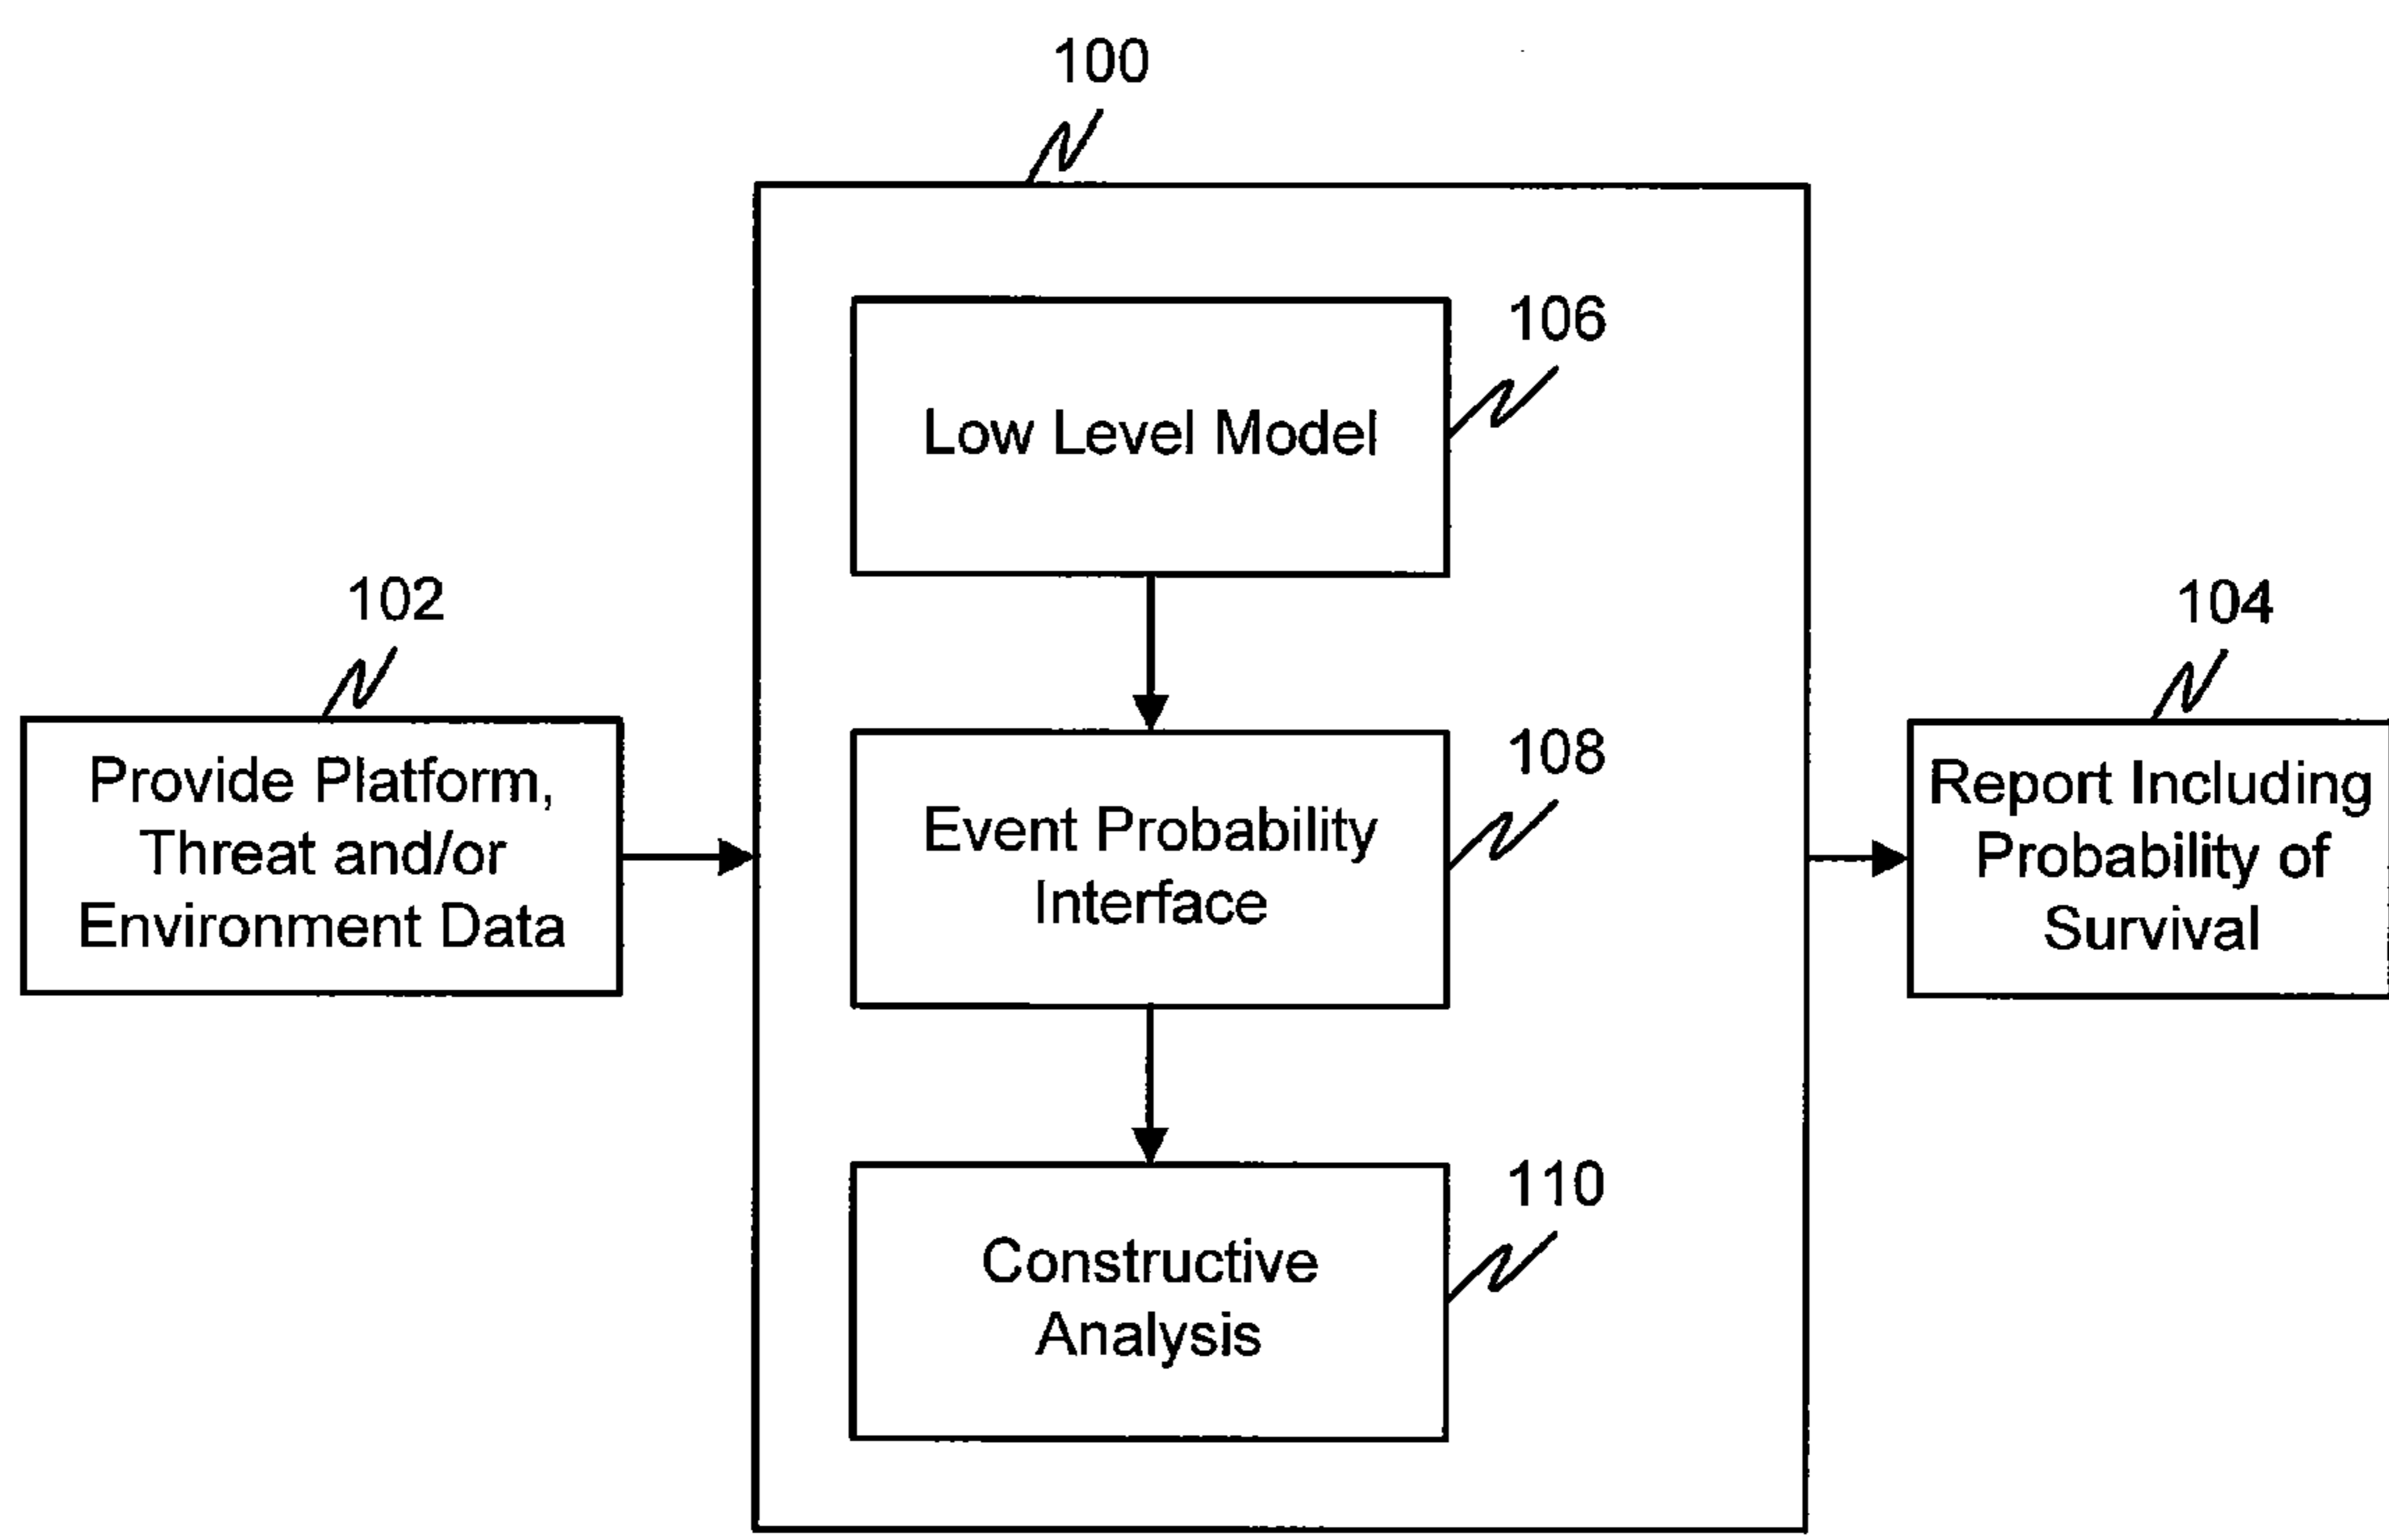 100
106
Low Level Model
102
104
108
Provide Platform,
Threat and/or
Environment Data
Event Probability
Interface
Report Including
Probability of
Survival
110
Constructive
Analysis